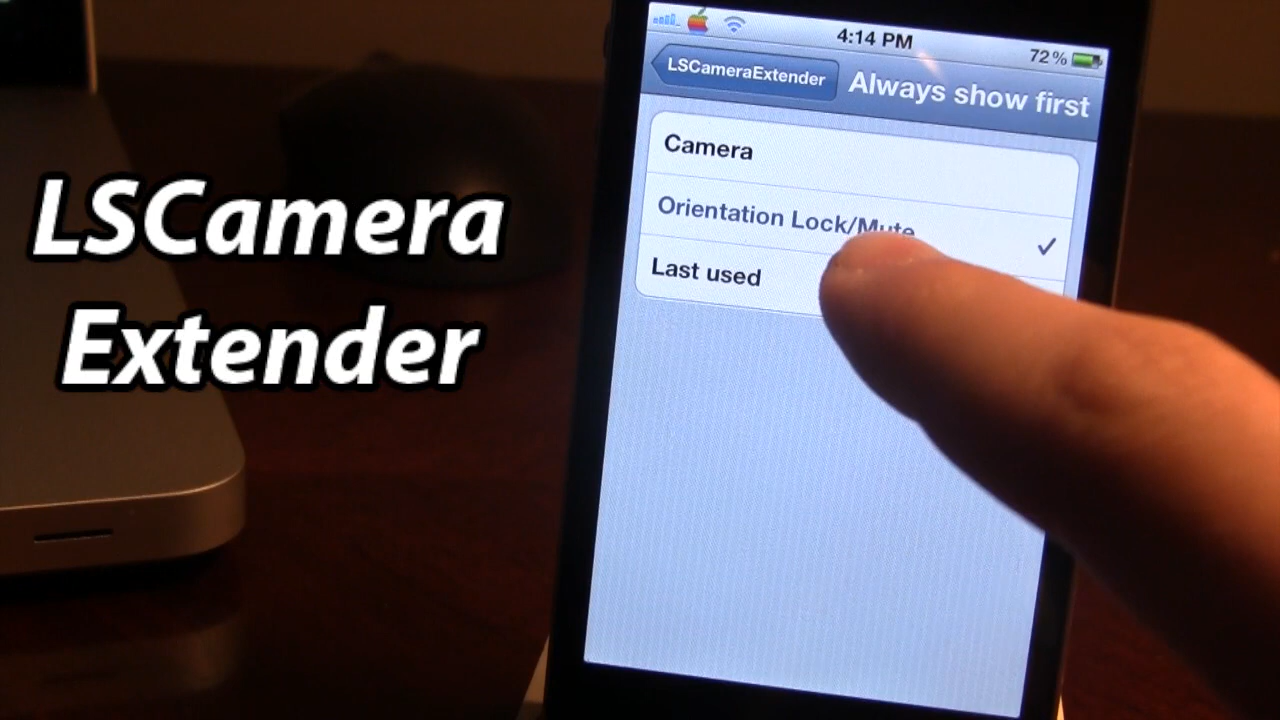 LSCamera
Extender
4:14 PM
72%
LSCameraExtender
Always show first
Camera
Orientation Lock/Mute
Last used